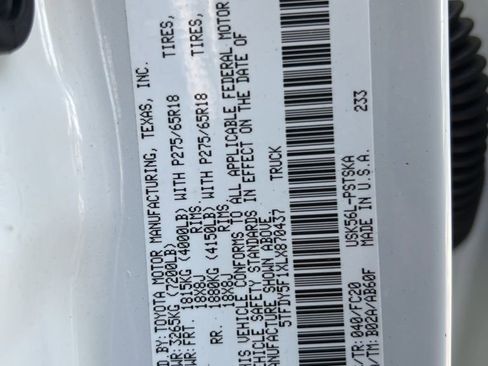 D BY: TOYOTA MOTOR MANUFACTURING, TEXAS, INC.
WR: 3265KG (7200LB)
WR: FRT. 1815KG (4000LB) WITH P275/65R18 TIRES,
18X8J RIMS
RR. 1880KG (4150LB) WITH P275/65R18 TIRES,
18X8J RIMS
HIS VEHICLE CONFORMS TO ALL APPLICABLE FEDERAL MOTOR
EHICLE SAFETY STANDARDS IN EFFECT ON THE DATE OF
ANUFACTURE SHOWN ABOVE.
5TFDY5F1XLX870437 TRUCK
/TR: 040/FC20 USK56L-PSTSKA
/TM: B02A/AB60F MADE IN U.S.A. 233